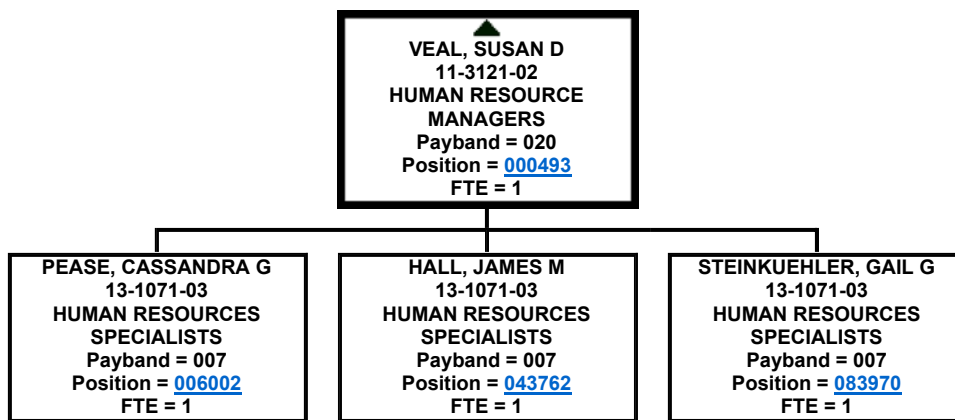 VEAL, SUSAN D
11-3121-02
HUMAN RESOURCE
MANAGERS
Payband = 020
Position = 000493
FTE = 1
PEASE, CASSANDRA G
13-1071-03
HUMAN RESOURCES
SPECIALISTS
Payband = 007
Position = 006002
FTE = 1
HALL, JAMES M
13-1071-03
HUMAN RESOURCES
SPECIALISTS
Payband = 007
Position = 043762
FTE = 1
STEINKUEHLER, GAIL G
13-1071-03
HUMAN RESOURCES
SPECIALISTS
Payband = 007
Position = 083970
FTE = 1